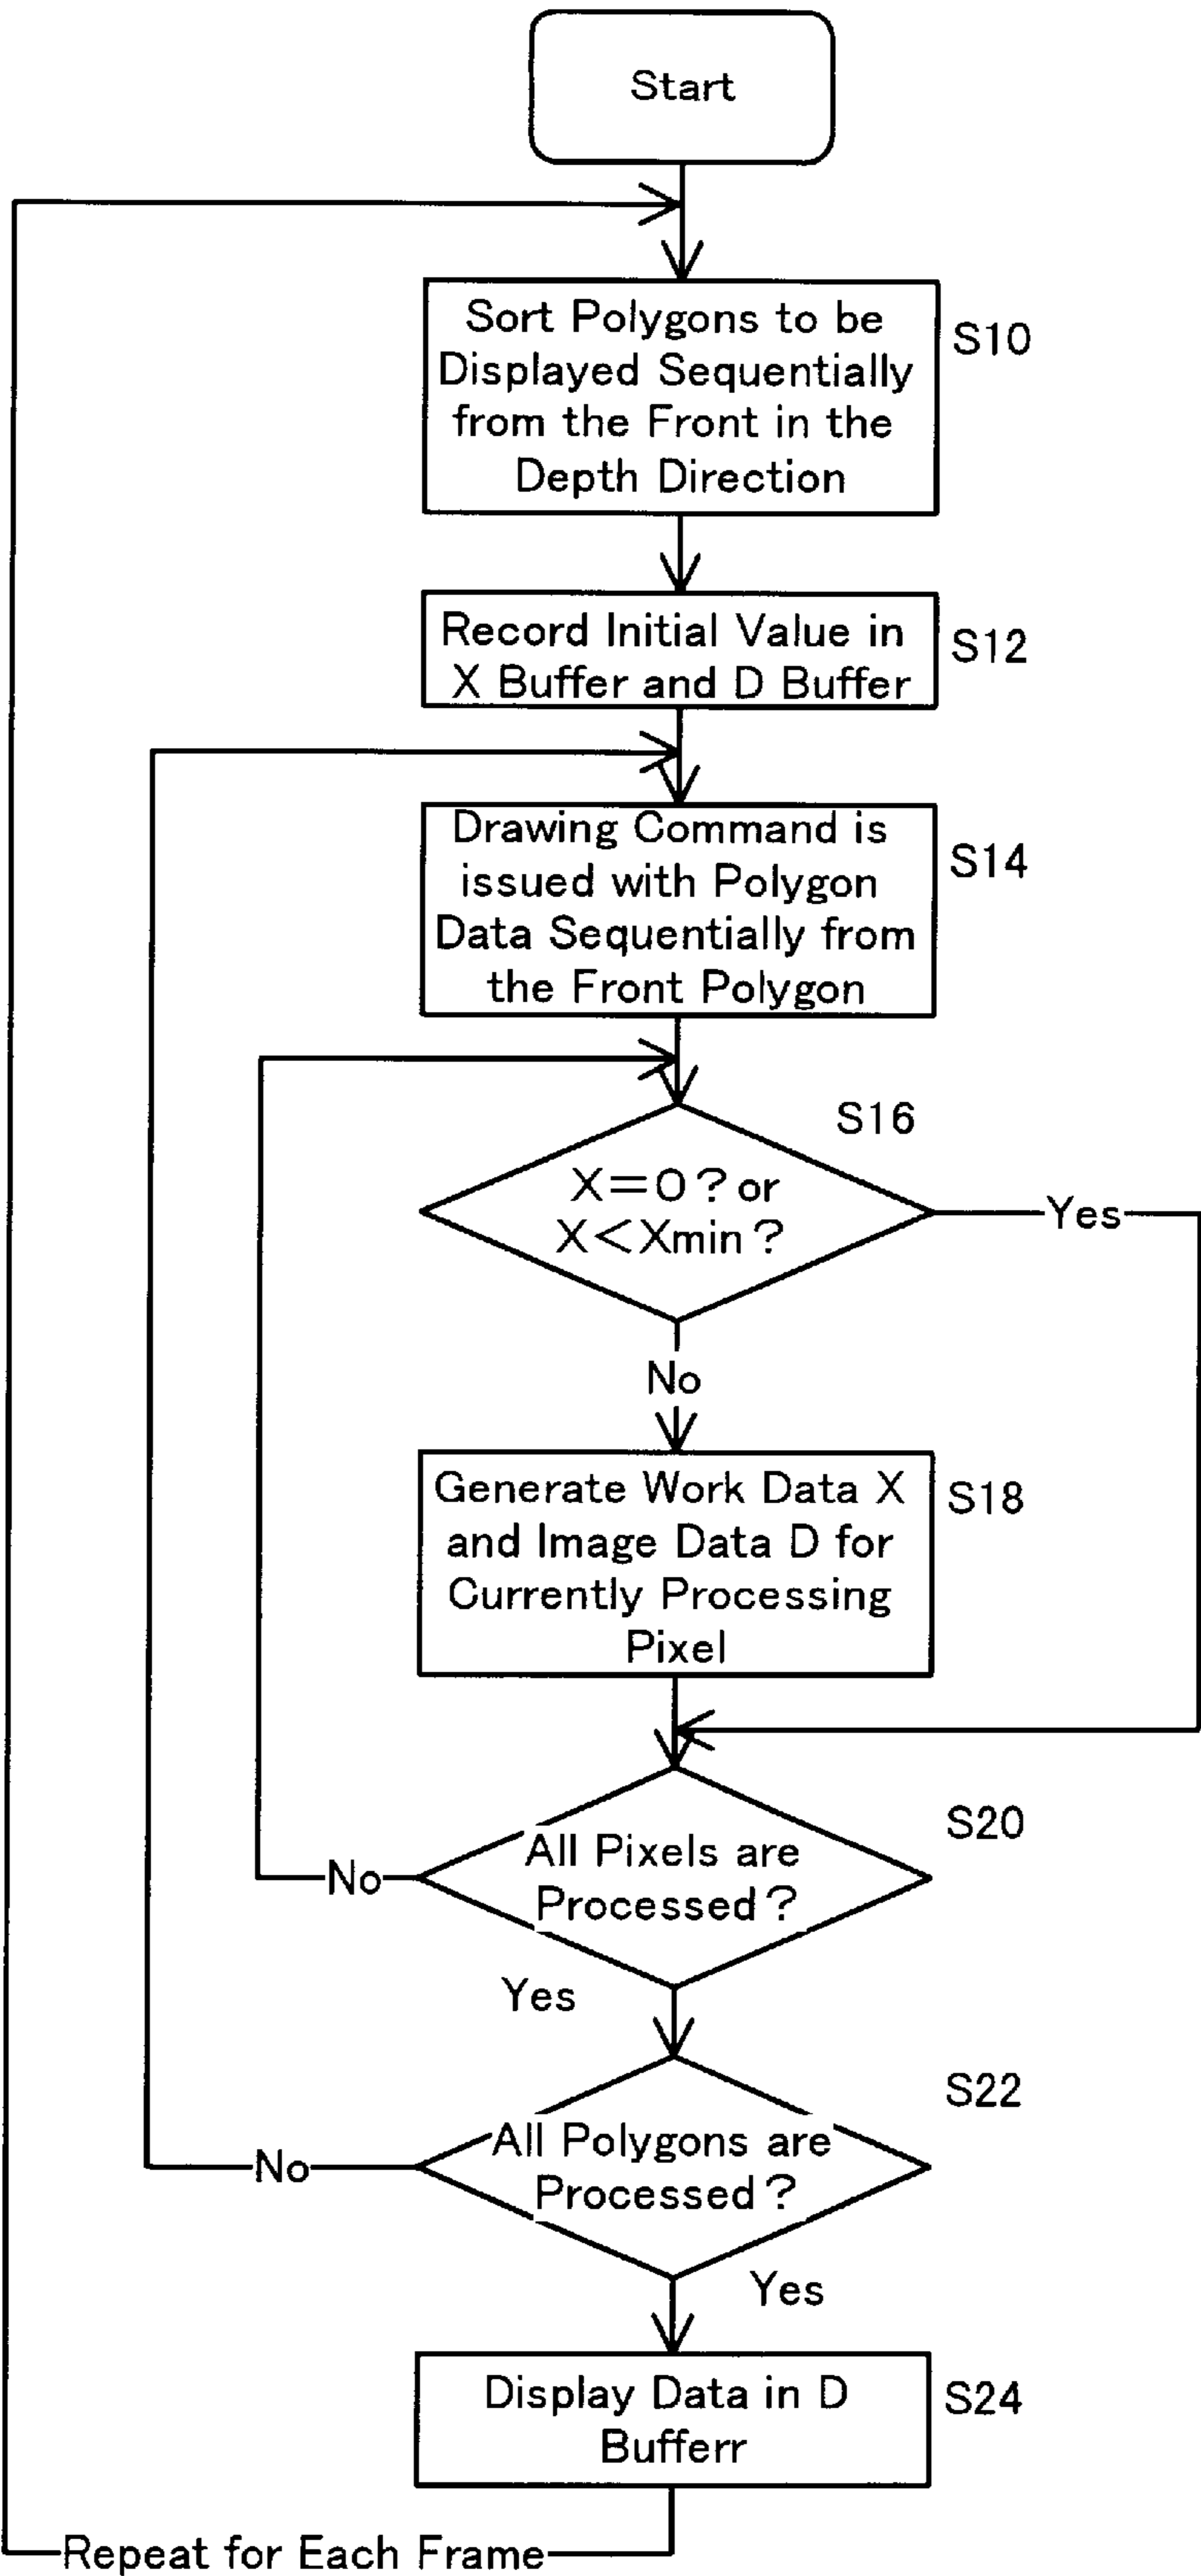 Start
Sort Polygons to be
Displayed Sequentially
from the Front in the
Depth Direction
S10
Record Initial Value in
X Buffer and D Buffer
S12
Drawing Command is
issued with Polygon
Data Sequentially from
the Front Polygon
S14
S16
X=0? or
X<Xmin?
Yes
No
Generate Work Data X
and Image Data D for
Currently Processing
Pixel
S18
S20
All Pixels are
Processed?
No
Yes
S22
All Polygons are
Processed?
No
Yes
Display Data in D
Bufferr
S24
Repeat for Each Frame